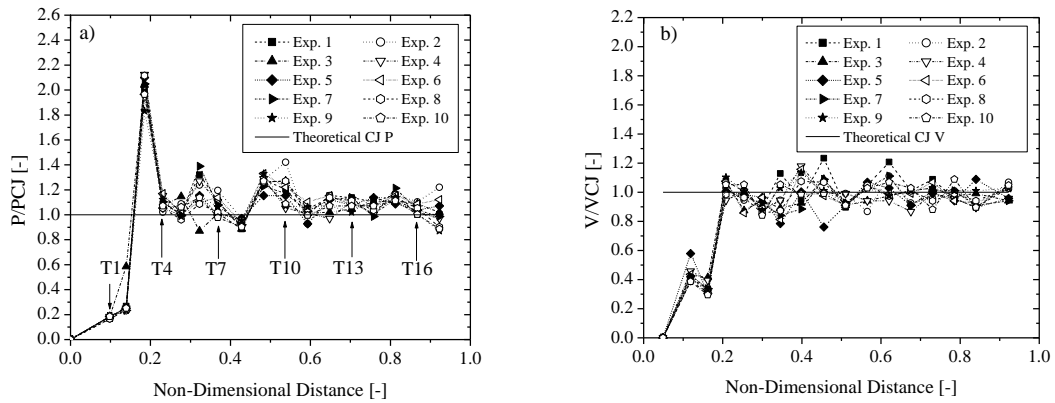 a)
P/PCJ [-]
2.6
2.4
2.2
2.0
1.8
1.6
1.4
1.2
1.0
0.8
0.6
0.4
0.2
0.0
Exp. 1 Exp. 2
Exp. 3 Exp. 4
Exp. 5 Exp. 6
Exp. 7 Exp. 8
Exp. 9 Exp. 10
Theoretical CJ P
T1 T4 T7 T10 T13 T16
0.0 0.2 0.4 0.6 0.8 1.0
Non-Dimensional Distance [-]
b)
V/VCJ [-]
2.2
2.0
1.8
1.6
1.4
1.2
1.0
0.8
0.6
0.4
0.2
0.0
Exp. 1 Exp. 2
Exp. 3 Exp. 4
Exp. 5 Exp. 6
Exp. 7 Exp. 8
Exp. 9 Exp. 10
Theoretical CJ V
0.0 0.2 0.4 0.6 0.8 1.0
Non-Dimensional Distance [-]